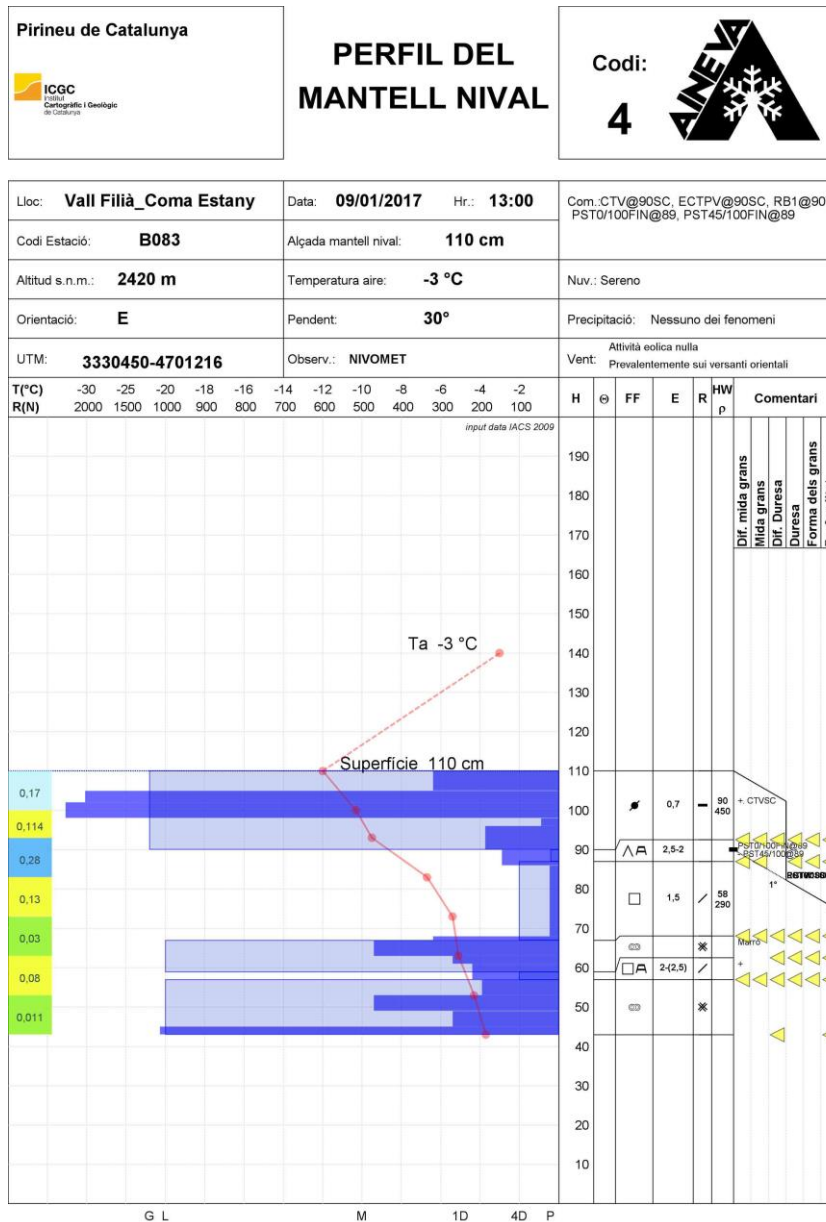 Pirineu de Catalunya
ICGC
Institut
Cartogràfic i Geològic
de Catalunya
PERFIL DEL
MANTELL NIVAL
Codi:
4
AINEVA
Lloc: Vall Filià_Coma Estany
Data: 09/01/2017 Hr.: 13:00
Com.:CTV@90SC, ECTPV@90SC, RB1@90
PST0/100FIN@89, PST45/100FIN@89
Codi Estació: B083
Alçada mantell nival: 110 cm
Altitud s.n.m.: 2420 m
Temperatura aire: -3 °C
Nuv.: Sereno
Orientació: E
Pendent: 30°
Precipitació: Nessuno dei fenomeni
UTM: 3330450-4701216
Observ.: NIVOMET
Vent: Attività eolica nulla
Prevalentemente sui versanti orientali
T(°C) -30 -25 -20 -18 -16 -14 -12 -10 -8 -6 -4 -2
R(N) 2000 1500 1000 900 800 700 600 500 400 300 200 100
H Θ FF E R HW ρ Comentari
input data IACS 2009
Dif. mida grans
Mida grans
Dif. Duresa
Duresa
Forma dels grans
190
180
170
160
150
140
130
120
110
100
90
80
70
60
50
40
30
20
10
Ta -3 °C
Superfície 110 cm
0,17
0,114
0,28
0,13
0,03
0,08
0,011
0,7 90
450
+. CTVSC
2,5-2
PST0/100FIN@89
- PST45/100@89
1,5 58
290
1°
Marró
2-(2,5)
+
G L M 1D 4D P